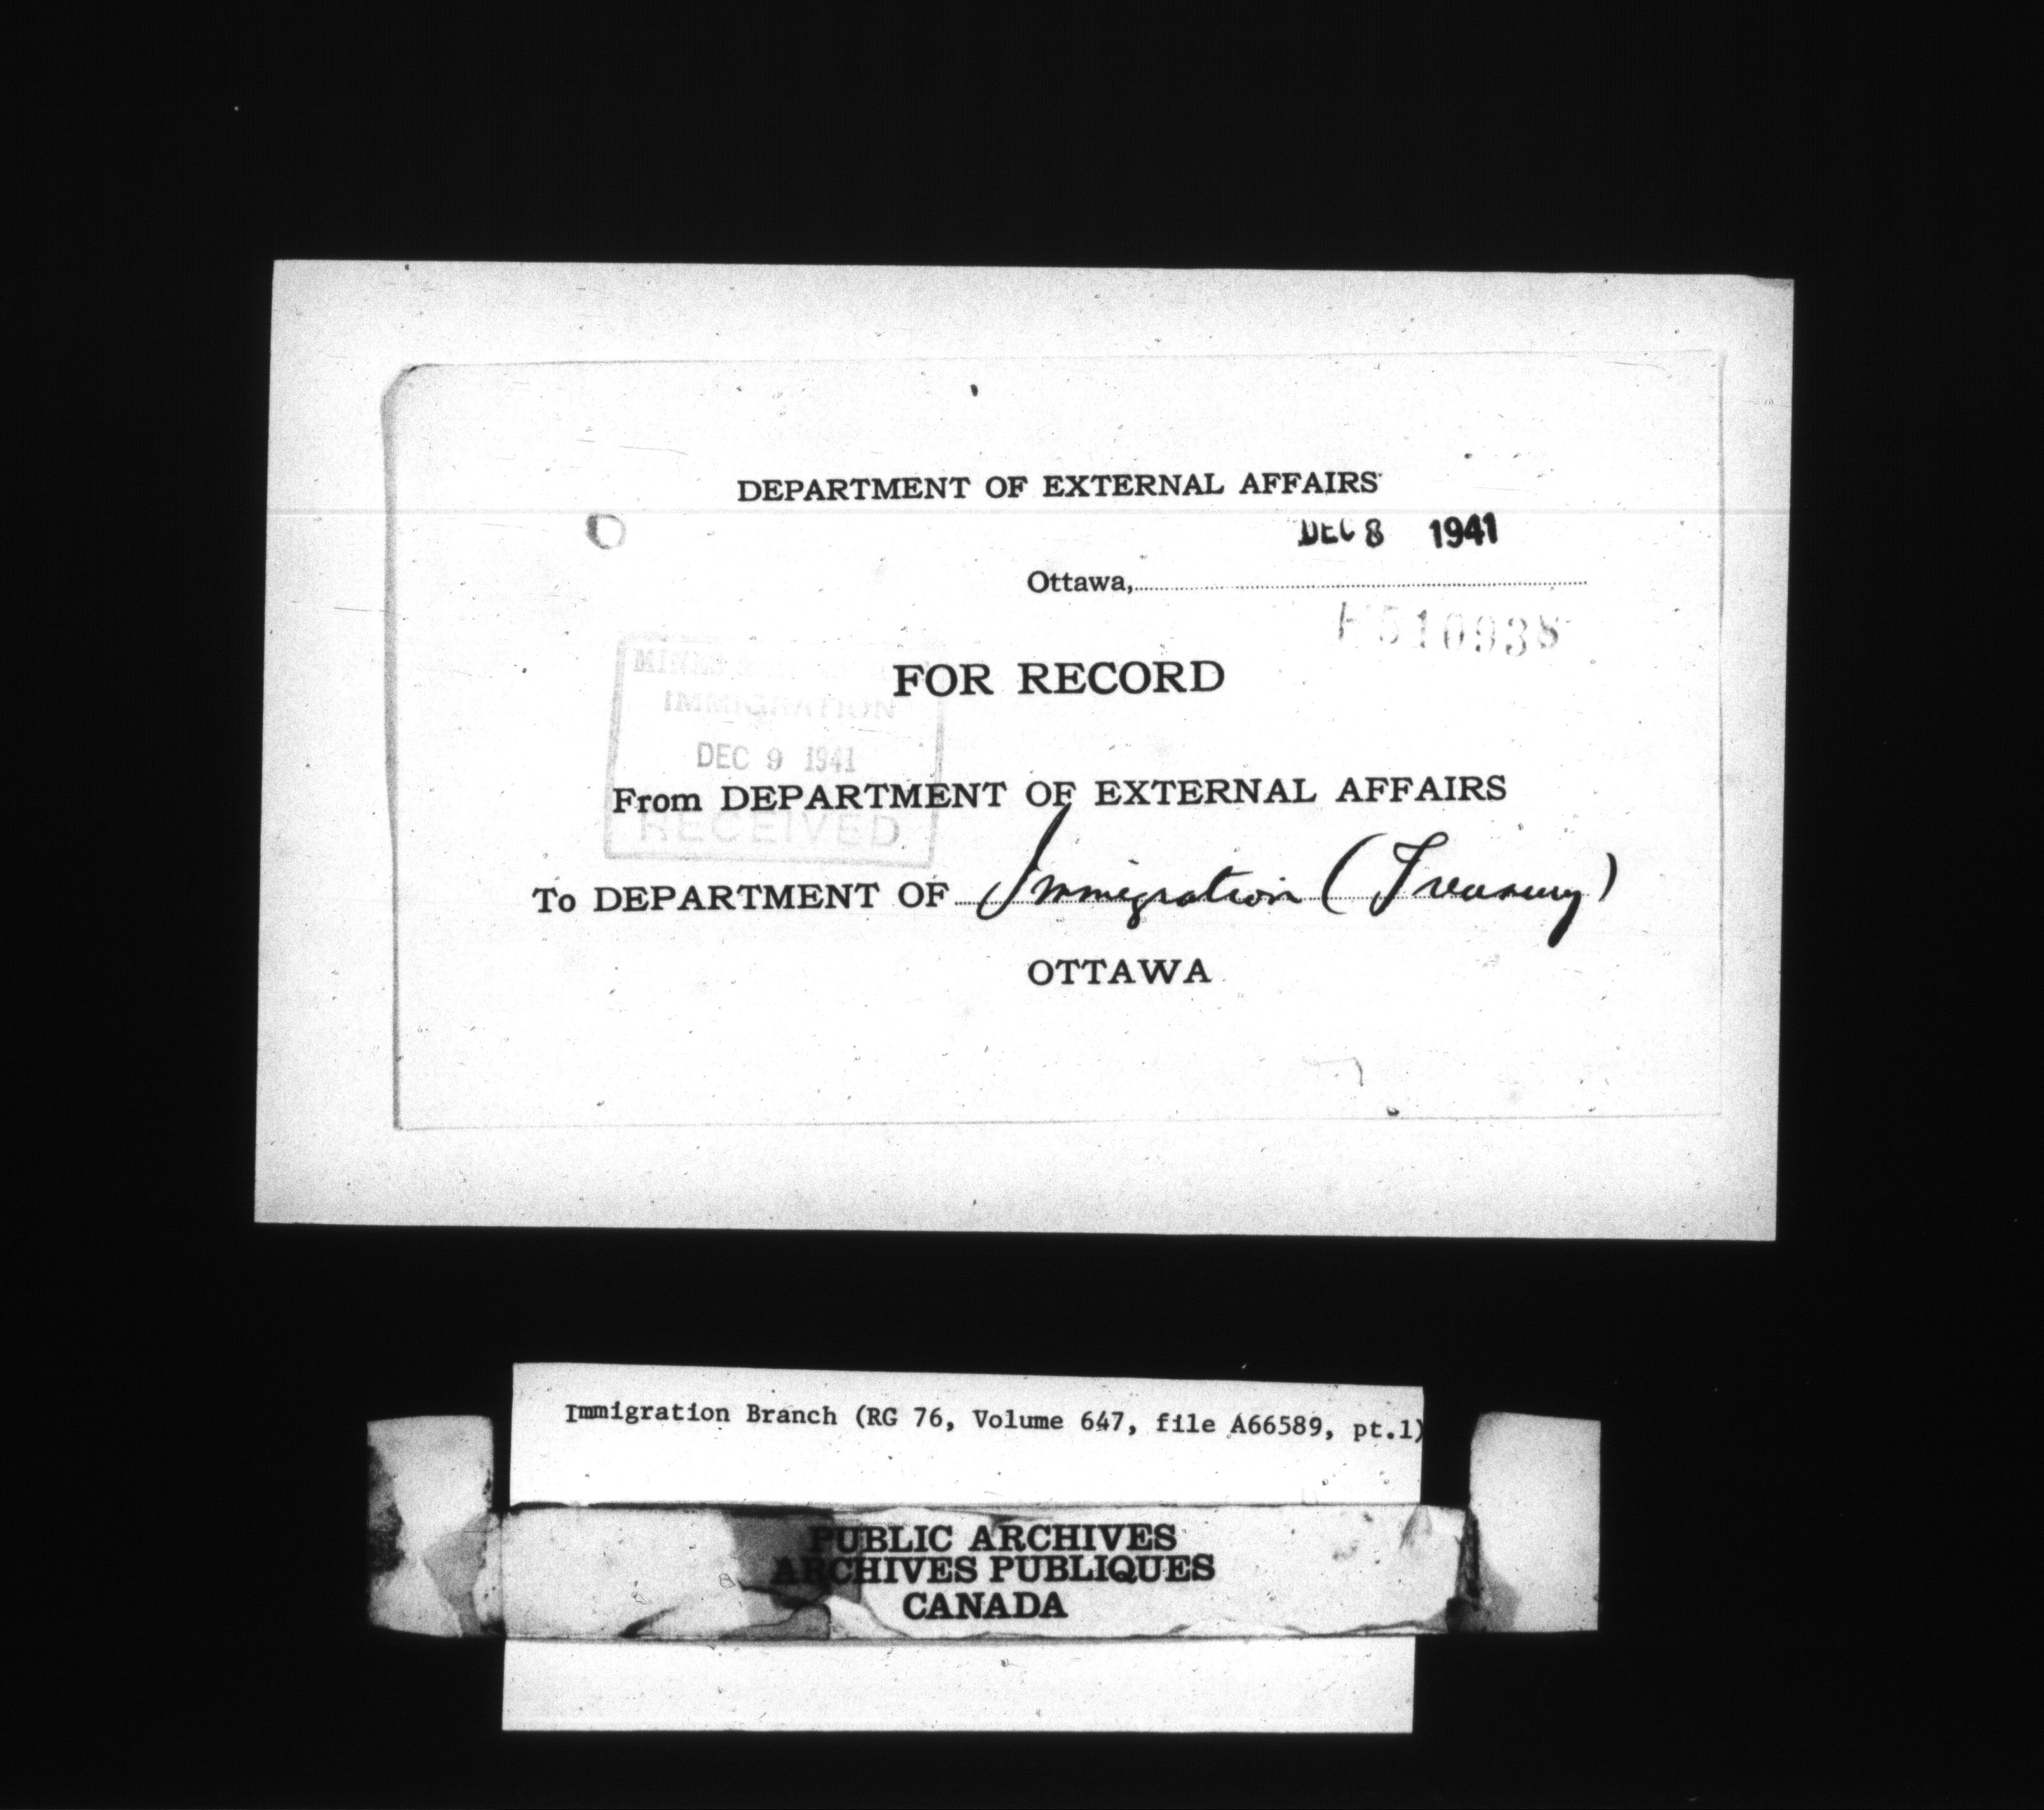 DEPARTMENT OF EXTERNAL AFFAIRS
DEC 8 1941
Ottawa,
510938
MINES
FOR RECORD
IMMIGRATION
DEC 9 1941
From DEPARTMENT OF EXTERNAL AFFAIRS
RECEIVED
To DEPARTMENT OF Immigration (Treasury)
OTTAWA
Immigration Branch (RG 76, Volume 647, file A66589, pt.1)
PUBLIC ARCHIVES
ARCHIVES PUBLIQUES
CANADA